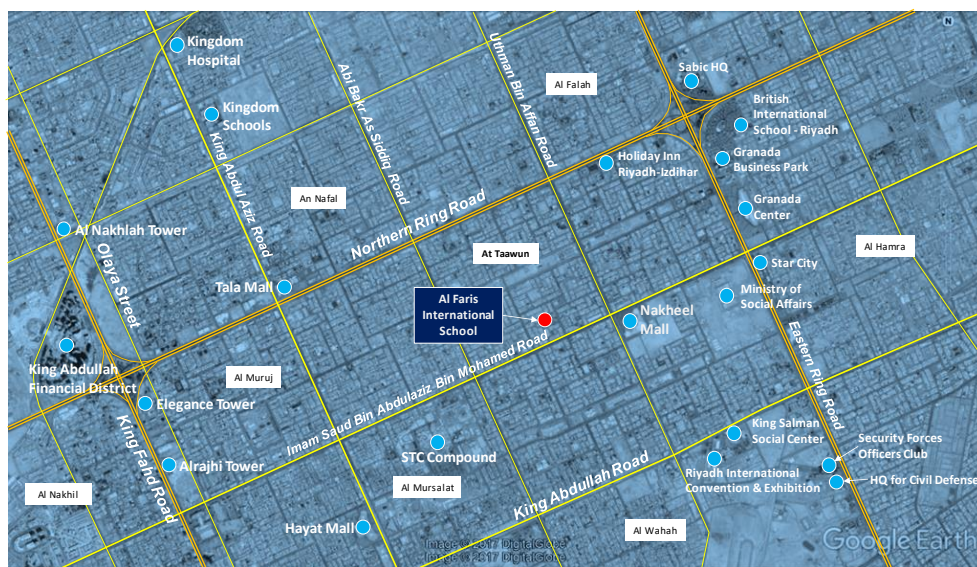 N
Kingdom
Hospital
Sabic HQ
Al Falah
Uthman Bin Affan Road
Abi Bakr As Siddiq Road
Kingdom
Schools
British
International
School - Riyadh
King Abdul Aziz Road
Holiday Inn
Riyadh-Izdihar
Granada
Business Park
An Nafal
Northern Ring Road
Granada
Center
Al Nakhlah Tower
Olaya Street
At Taawun
Al Hamra
Star City
Tala Mall
Al Faris
International
School
Ministry of
Social Affairs
Nakheel
Mall
Eastern Ring Road
King Abdullah
Financial District
Al Muruj
Imam Saud Bin Abdulaziz Bin Mohamed Road
Elegance Tower
King Fahd Road
King Salman
Social Center
Security Forces
Officers Club
STC Compound
Alrajhi Tower
Riyadh International
Convention & Exhibition
HQ for Civil Defense
Al Nakhil
Al Mursalat
King Abdullah Road
Hayat Mall
Al Wahah
Image © 2017 DigitalGlobe
Image © 2017 DigitalGlobe
Google Earth